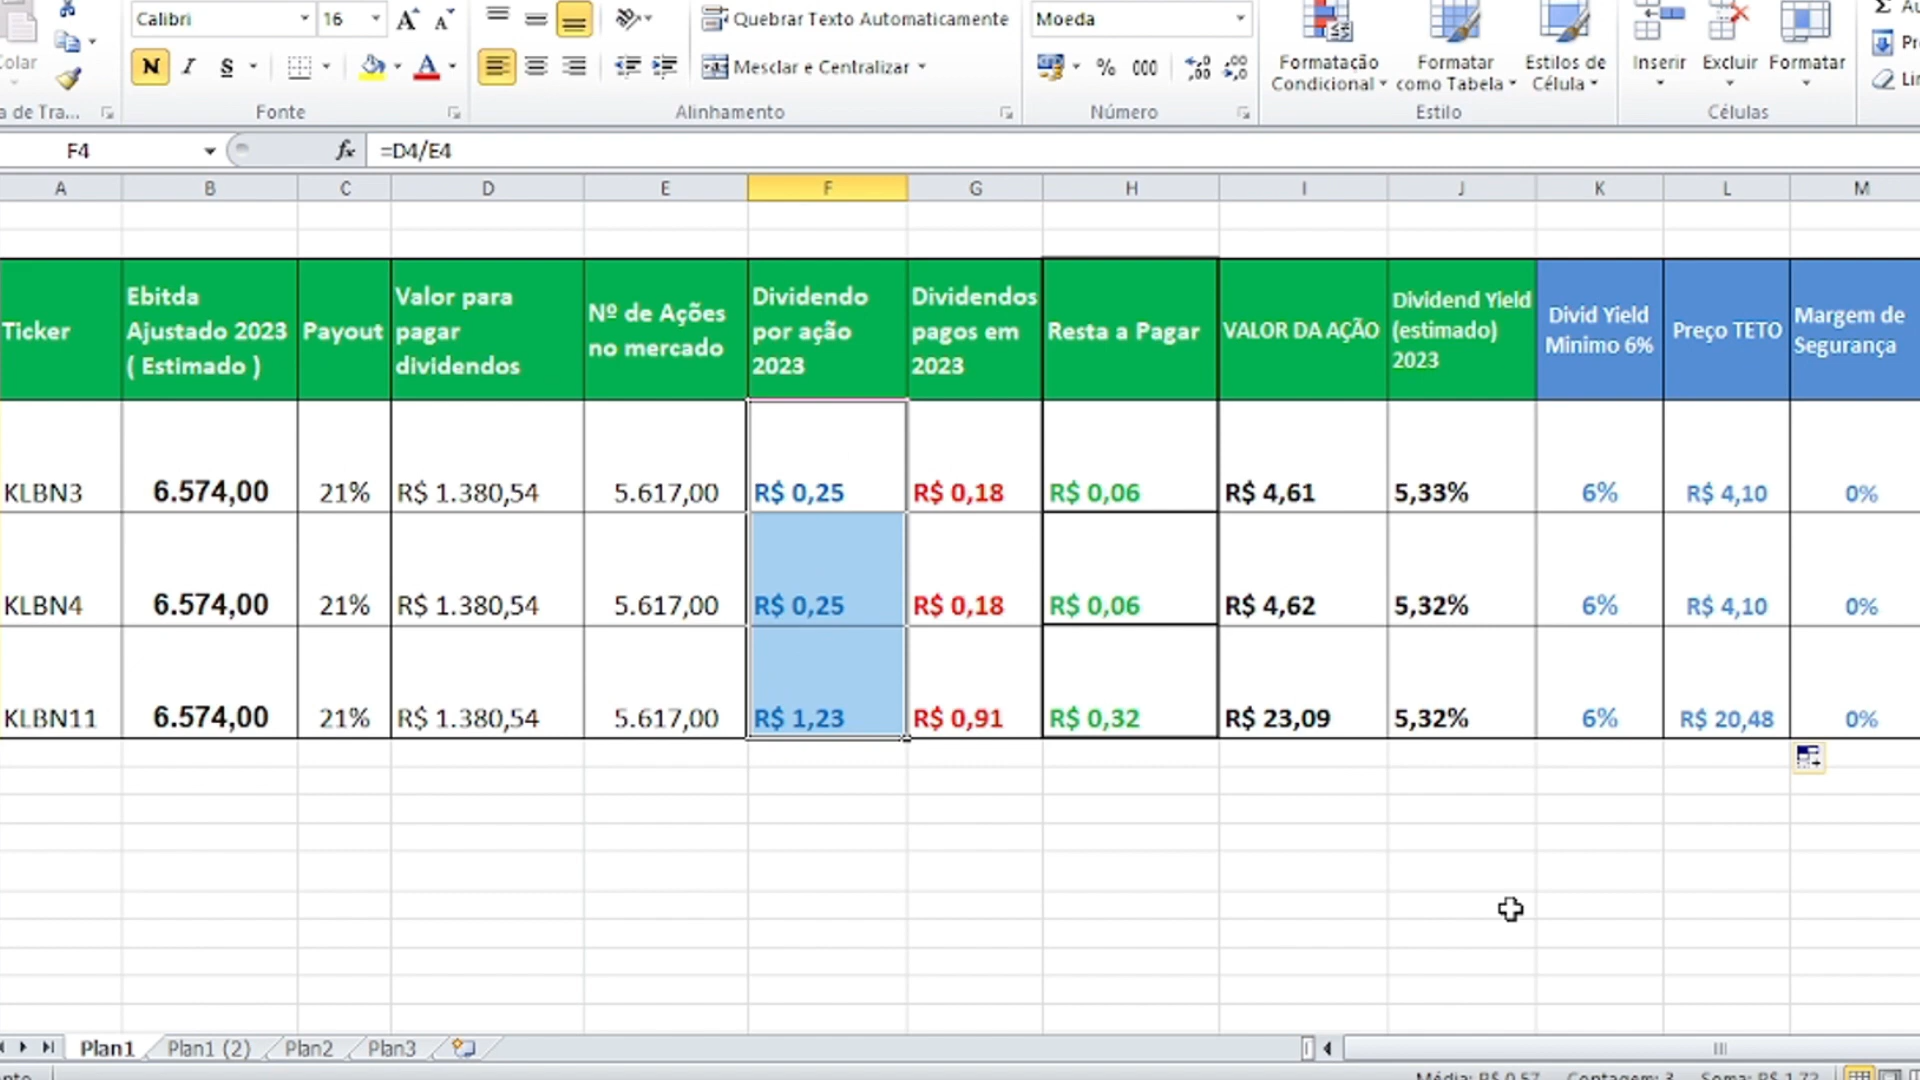 Calibri 16 Quebrar Texto Automaticamente Moeda
N I S Mesclar e Centralizar % 000 Formatação Condicional Formatar como Tabela Estilos de Célula Inserir Excluir Formatar
Fonte Alinhamento Número Estilo Células
F4 fx =D4/E4
A B C D E F G H I J K L M
Ticker
Ebitda
Ajustado 2023
( Estimado )
Payout
Valor para
pagar
dividendos
Nº de Ações
no mercado
Dividendo
por ação
2023
Dividendos
pagos em
2023
Resta a Pagar
VALOR DA AÇÃO
Dividend Yield
(estimado)
2023
Divid Yield
Minimo 6%
Preço TETO
Margem de
Segurança
KLBN3 6.574,00 21% R$ 1.380,54 5.617,00 R$ 0,25 R$ 0,18 R$ 0,06 R$ 4,61 5,33% 6% R$ 4,10 0%
KLBN4 6.574,00 21% R$ 1.380,54 5.617,00 R$ 0,25 R$ 0,18 R$ 0,06 R$ 4,62 5,32% 6% R$ 4,10 0%
KLBN11 6.574,00 21% R$ 1.380,54 5.617,00 R$ 1,23 R$ 0,91 R$ 0,32 R$ 23,09 5,32% 6% R$ 20,48 0%
Plan1 Plan1 (2) Plan2 Plan3
Média: R$ 0,57 Contagem: 3 Soma: R$ 1,72